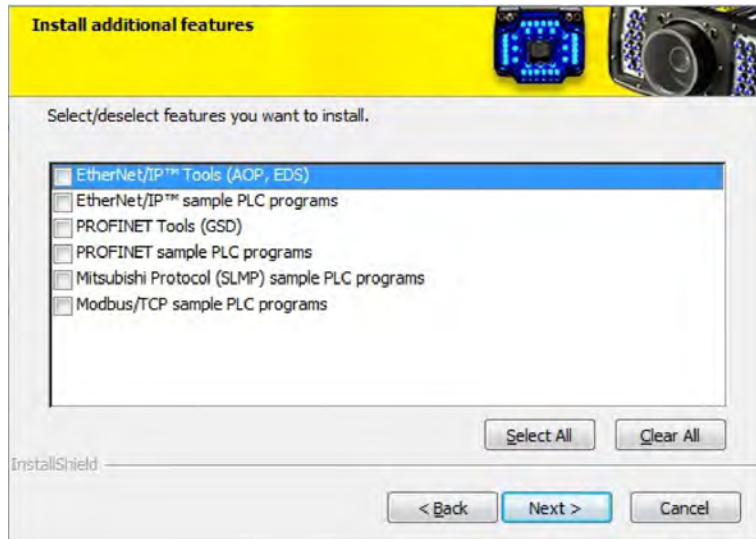 Install additional features
Select/deselect features you want to install.
EtherNet/IP™ Tools (AOP, EDS)
EtherNet/IP™ sample PLC programs
PROFINET Tools (GSD)
PROFINET sample PLC programs
Mitsubishi Protocol (SLMP) sample PLC programs
Modbus/TCP sample PLC programs
Select All
Clear All
InstallShield
< Back
Next >
Cancel